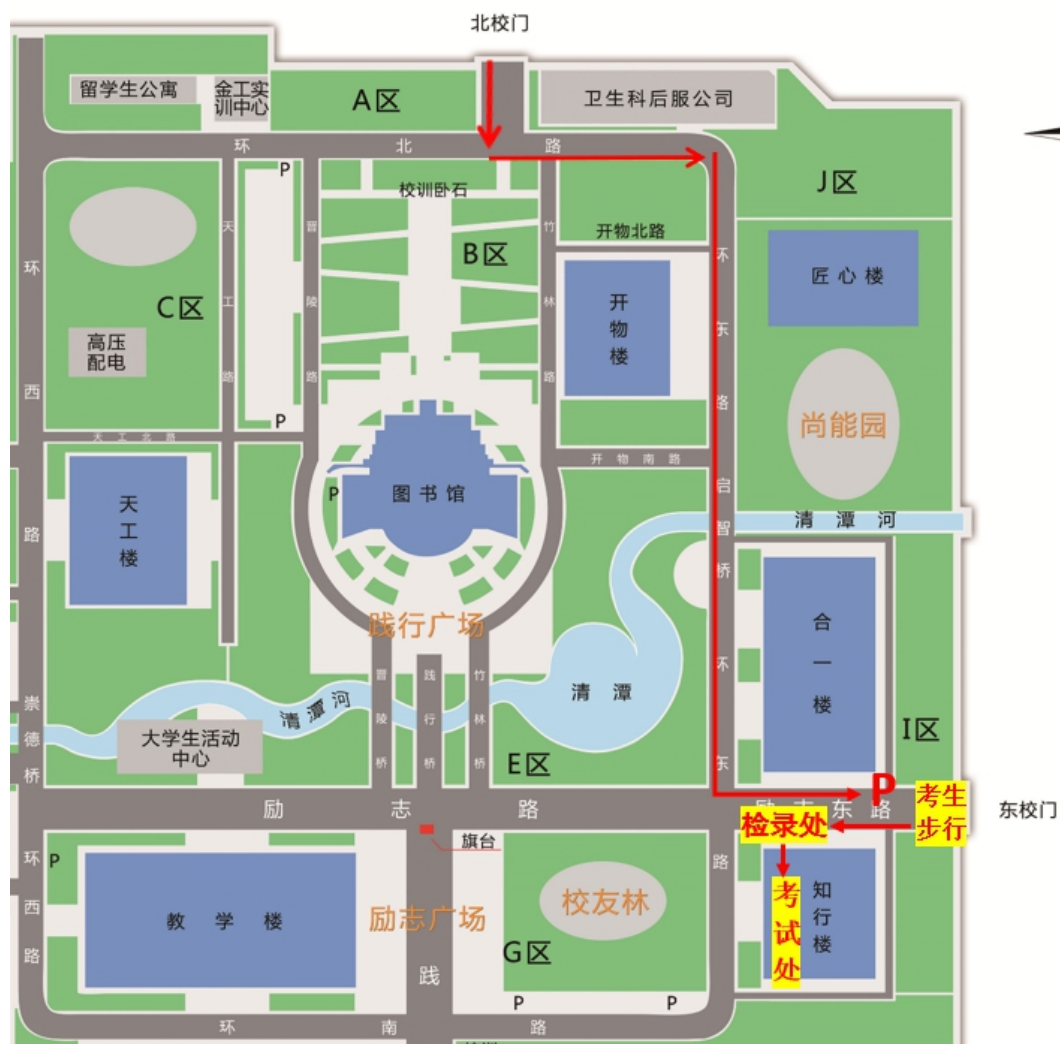 北校门
留学生公寓
金工实
训中心
A区
卫生科后服公司
环北路
P
校训卧石
J区
天工路
晋陵路
竹林路
开物北路
B区
环东路
匠心楼
环西路
C区
开物楼
高压
配电
P
尚能园
天工北路
开物南路
P
图书馆
天工楼
启智桥
清潭河
合一楼
践行广场
晋陵桥
践行桥
竹林桥
清潭
环东路
清潭河
崇德桥
大学生活动
中心
E区
I区
P
励志路
励志东路
考生
步行
东校门
检录处
旗台
环西路
P
教学楼
励志广场
校友林
考试处
知行楼
G区
践
P
P
环南路